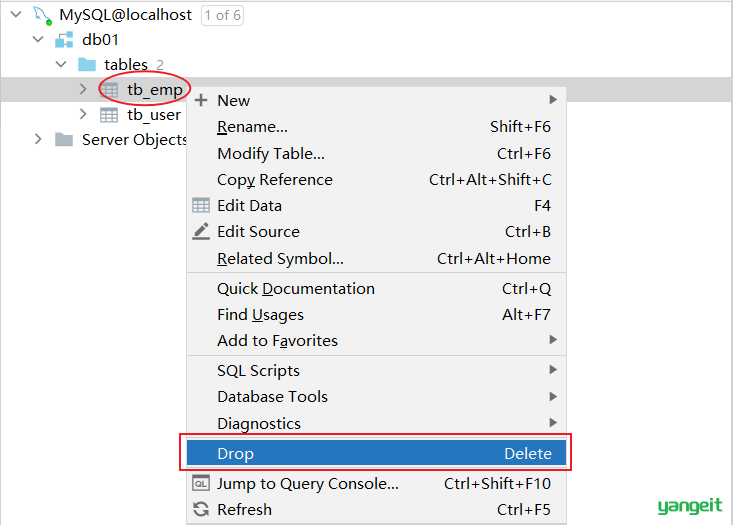 MySQL@localhost 1 of 6
db01
tables 2
tb_emp
tb_user
Server Objects
New
Rename... Shift+F6
Modify Table... Ctrl+F6
Copy Reference Ctrl+Alt+Shift+C
Edit Data F4
Edit Source Ctrl+B
Related Symbol... Ctrl+Alt+Home
Quick Documentation Ctrl+Q
Find Usages Alt+F7
Add to Favorites
SQL Scripts
Database Tools
Diagnostics
Drop Delete
QL Jump to Query Console... Ctrl+Shift+F10
Refresh Ctrl+F5
yangeit